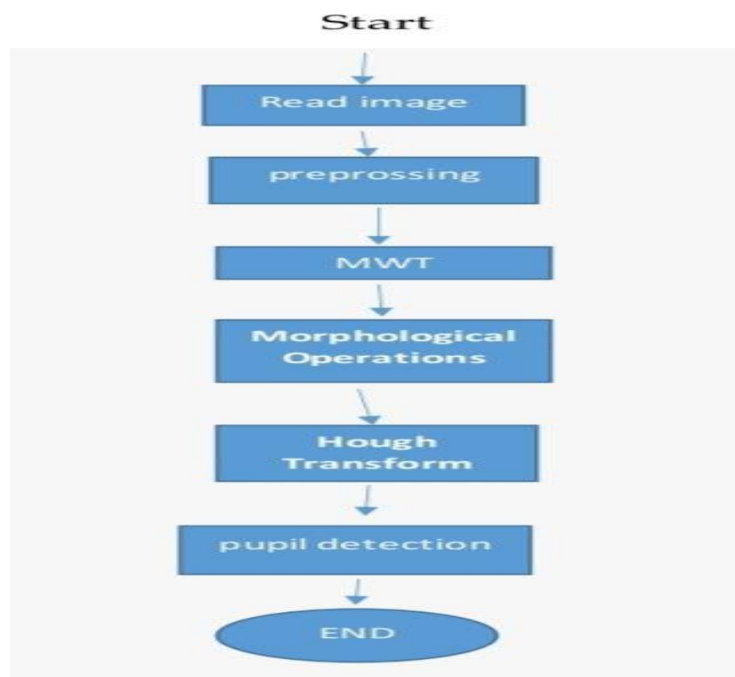 Start
Read image
preprossing
MWT
Morphological
Operations
Hough
Transform
pupil detection
END